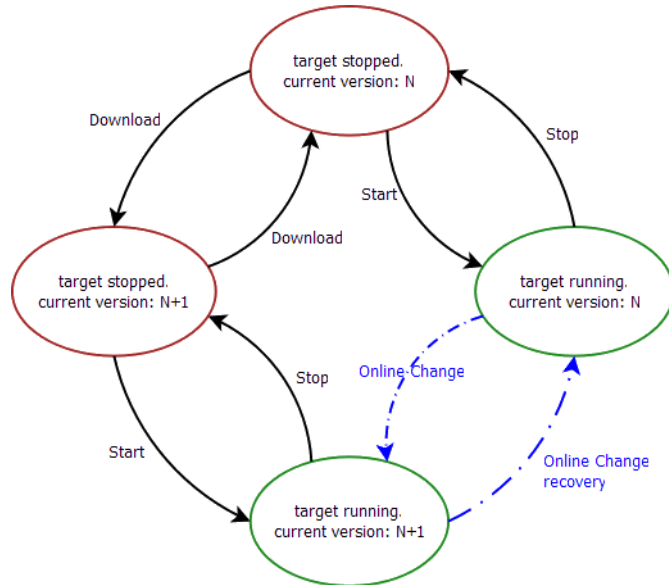 target stopped.
current version: N
Download
Stop
Start
Download
target stopped.
current version: N+1
target running.
current version: N
Stop
Online Change
Start
Online Change
recovery
target running.
current version: N+1